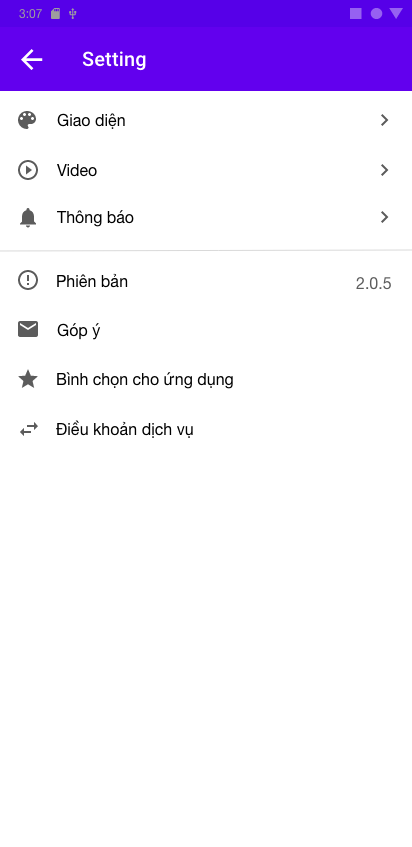 3:07
Setting
Giao diện
Video
Thông báo
Phiên bản
2.0.5
Góp ý
Bình chọn cho ứng dụng
Điều khoản dịch vụ